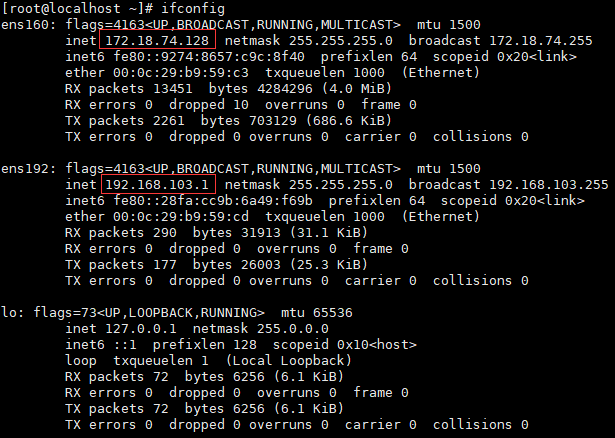 [root@localhost ~]# ifconfig
ens160: flags=4163<UP,BROADCAST,RUNNING,MULTICAST>  mtu 1500
        inet 172.18.74.128  netmask 255.255.255.0  broadcast 172.18.74.255
        inet6 fe80::9274:8657:c9c:8f40  prefixlen 64  scopeid 0x20<link>
        ether 00:0c:29:b9:59:c3  txqueuelen 1000  (Ethernet)
        RX packets 13451  bytes 4284296 (4.0 MiB)
        RX errors 0  dropped 10  overruns 0  frame 0
        TX packets 2261  bytes 703129 (686.6 KiB)
        TX errors 0  dropped 0 overruns 0  carrier 0  collisions 0

ens192: flags=4163<UP,BROADCAST,RUNNING,MULTICAST>  mtu 1500
        inet 192.168.103.1  netmask 255.255.255.0  broadcast 192.168.103.255
        inet6 fe80::28fa:cc9b:6a49:f69b  prefixlen 64  scopeid 0x20<link>
        ether 00:0c:29:b9:59:cd  txqueuelen 1000  (Ethernet)
        RX packets 290  bytes 31913 (31.1 KiB)
        RX errors 0  dropped 0  overruns 0  frame 0
        TX packets 177  bytes 26003 (25.3 KiB)
        TX errors 0  dropped 0 overruns 0  carrier 0  collisions 0

lo: flags=73<UP,LOOPBACK,RUNNING>  mtu 65536
        inet 127.0.0.1  netmask 255.0.0.0
        inet6 ::1  prefixlen 128  scopeid 0x10<host>
        loop  txqueuelen 1  (Local Loopback)
        RX packets 72  bytes 6256 (6.1 KiB)
        RX errors 0  dropped 0  overruns 0  frame 0
        TX packets 72  bytes 6256 (6.1 KiB)
        TX errors 0  dropped 0 overruns 0  carrier 0  collisions 0